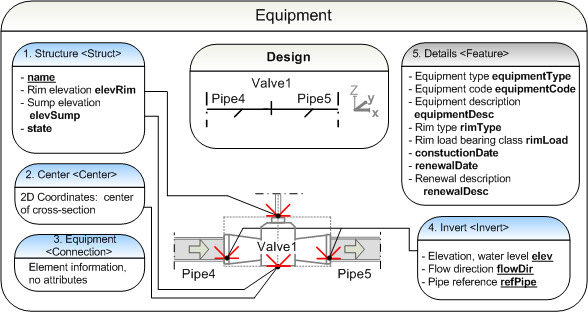 Equipment
1. Structure <Struct>
- name
- Rim elevation elevRim
- Sump elevation
elevSump
- state
2. Center <Center>
2D Coordinates: center
of cross-section
3. Equipment
<Connection>
Element information,
no attributes
Design
Valve1
Pipe4
Pipe5
Z
y
x
Valve1
Pipe4
Pipe5
5. Details <Feature>
- Equipment type equipmentType
- Equipment code equipmentCode
- Equipment description
equipmentDesc
- Rim type rimType
- Rim load bearing class rimLoad
- constuctionDate
- renewalDate
- Renewal description
renewalDesc
4. Invert <Invert>
- Elevation, water level elev
- Flow direction flowDir
- Pipe reference refPipe